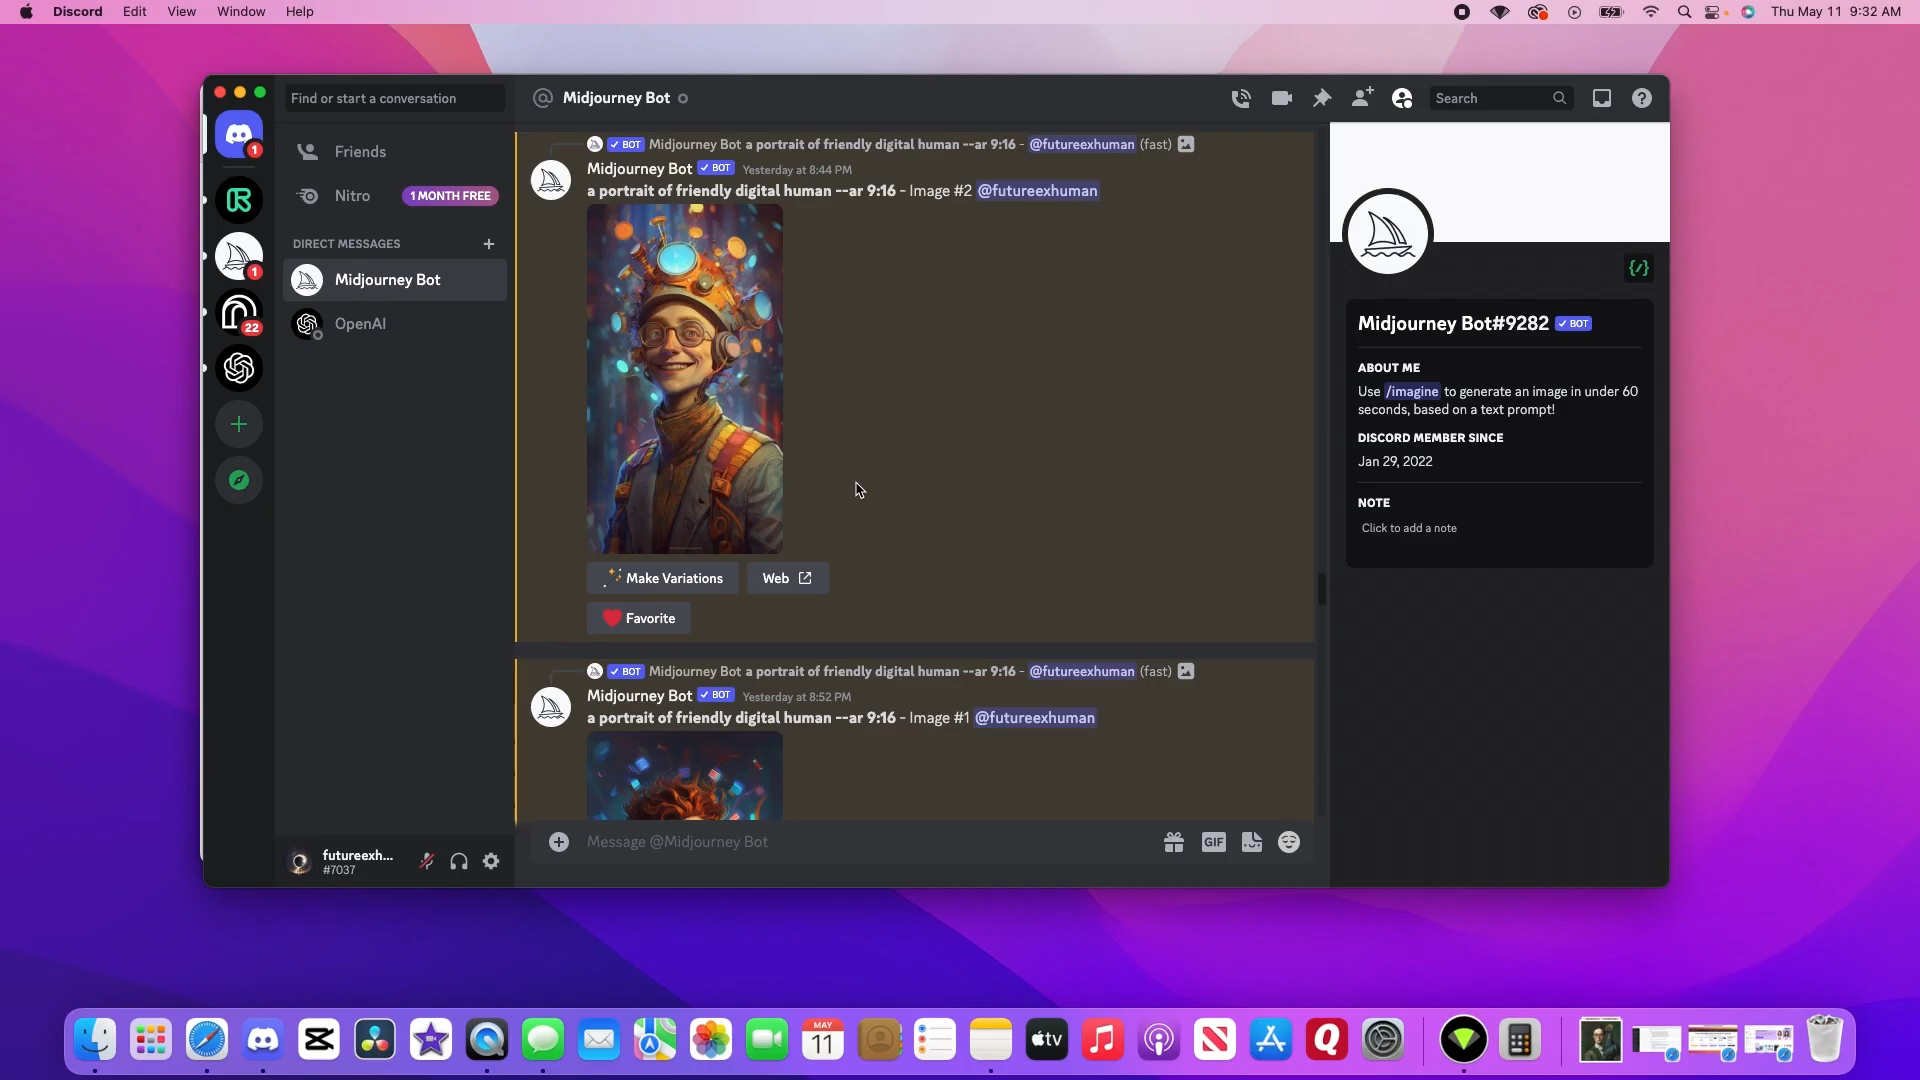 Discord Edit View Window Help
Thu May 11 9:32 AM
Find or start a conversation
Midjourney Bot
Search
1
Friends
Nitro 1 MONTH FREE
DIRECT MESSAGES
Midjourney Bot
1
OpenAI
22
BOT Midjourney Bot a portrait of friendly digital human --ar 9:16 - @futureexhuman (fast)
Midjourney Bot BOT Yesterday at 8:44 PM
a portrait of friendly digital human --ar 9:16 - Image #2 @futureexhuman
Make Variations
Web
Favorite
BOT Midjourney Bot a portrait of friendly digital human --ar 9:16 - @futureexhuman (fast)
Midjourney Bot BOT Yesterday at 8:52 PM
a portrait of friendly digital human --ar 9:16 - Image #1 @futureexhuman
Message @Midjourney Bot
GIF
futureexh...
#7037
Midjourney Bot#9282 BOT
ABOUT ME
Use /imagine to generate an image in under 60
seconds, based on a text prompt!
DISCORD MEMBER SINCE
Jan 29, 2022
NOTE
Click to add a note
MAY
11
tv
Q